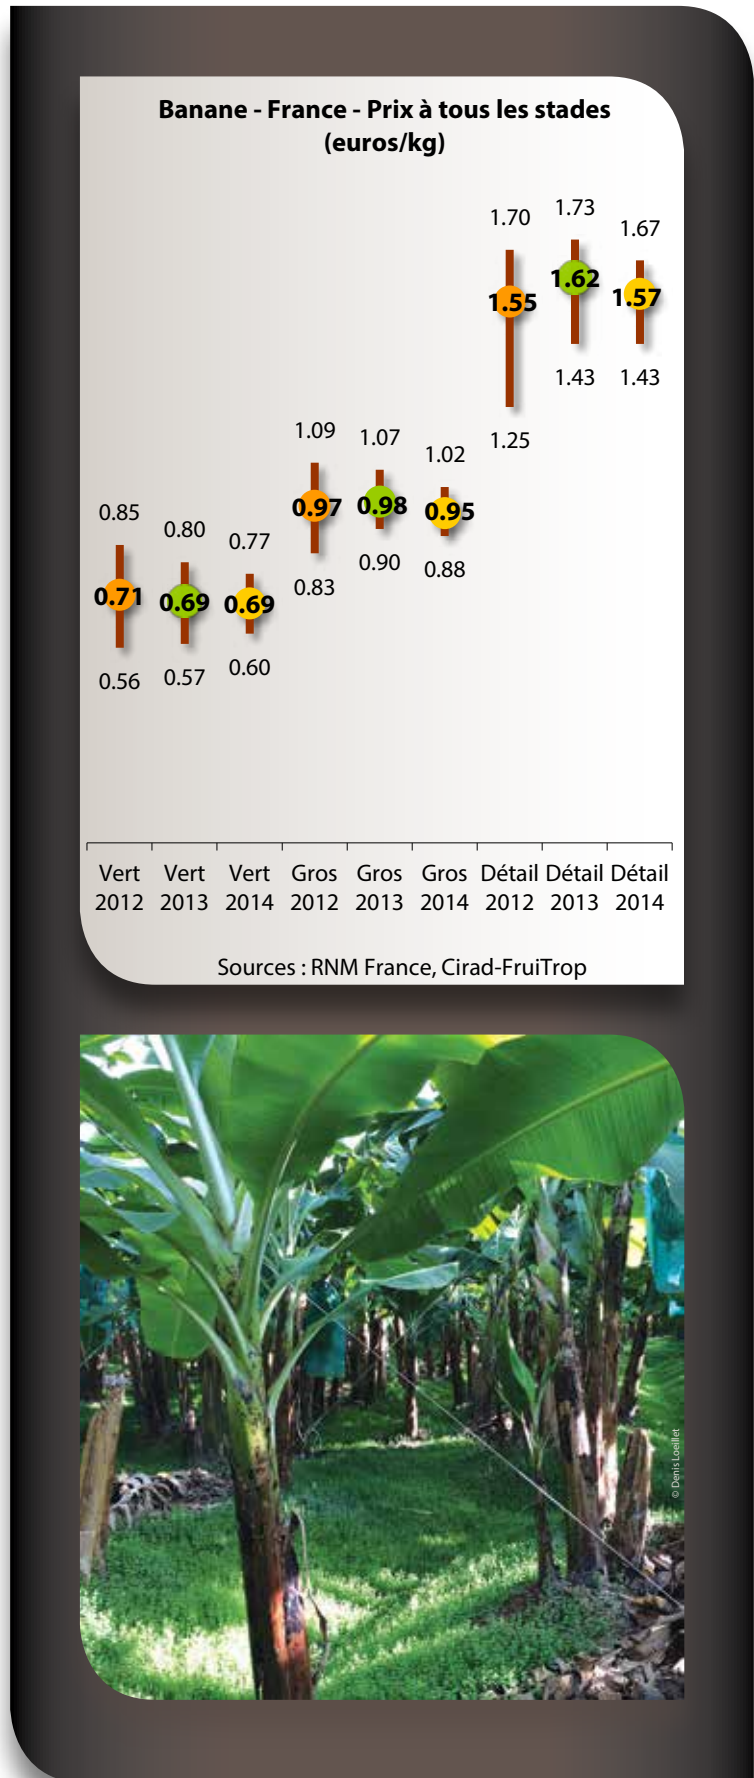 Banane - France - Prix à tous les stades
(euros/kg)
0.85
0.71
0.56
0.80
0.69
0.57
0.77
0.69
0.60
1.09
0.97
0.83
1.07
0.98
0.90
1.02
0.95
0.88
1.70
1.55
1.25
1.73
1.62
1.43
1.67
1.57
1.43
Vert 2012
Vert 2013
Vert 2014
Gros 2012
Gros 2013
Gros 2014
Détail 2012
Détail 2013
Détail 2014
Sources : RNM France, Cirad-FruiTrop
© Denis Loeillet